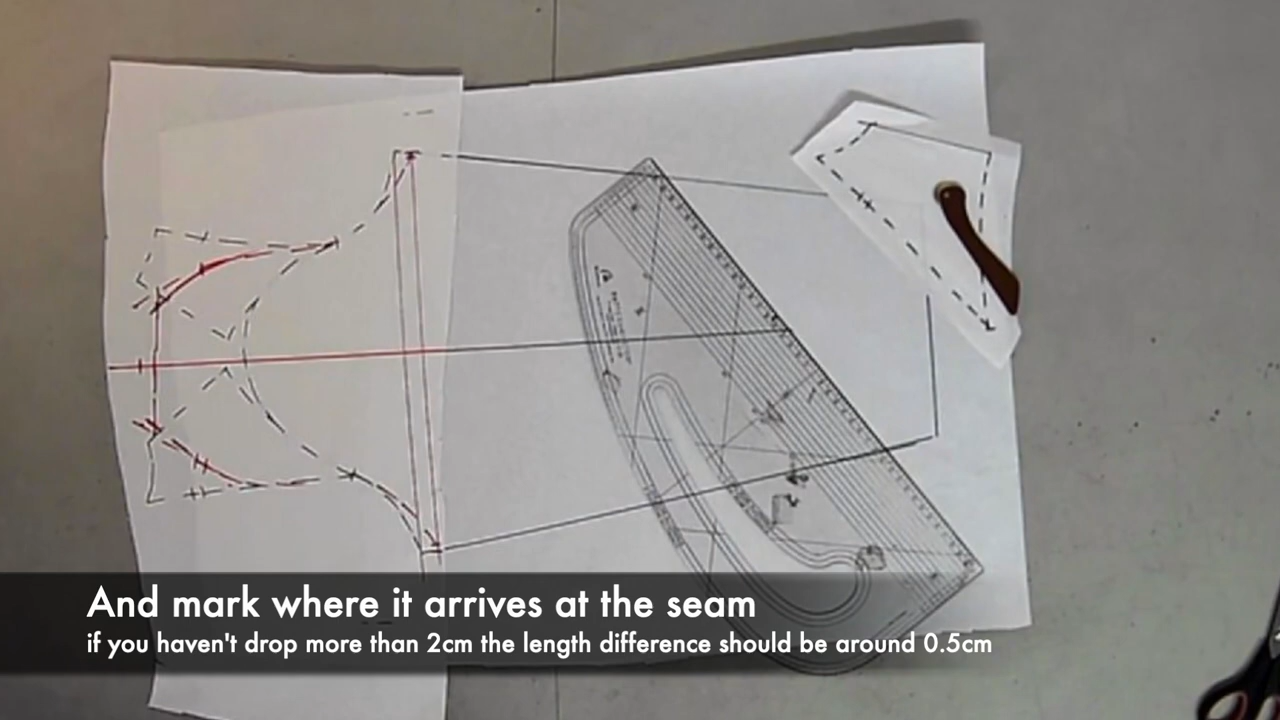 And mark where it arrives at the seam
if you haven't drop more than 2cm the length difference should be around 0.5cm